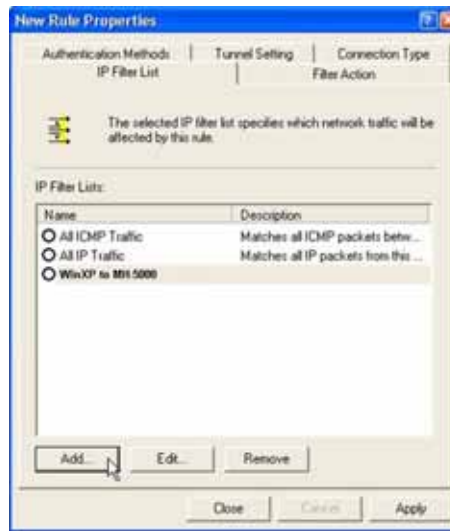 New Rule Properties
Authentication Methods
Tunnel Setting
Connection Type
IP Filter List
Filter Action
The selected IP filter list specifies which network traffic will be
affected by this rule.
IP Filter Lists:
Name
Description
All ICMP Traffic
Matches all ICMP packets betw...
All IP Traffic
Matches all IP packets from this ...
WinXP to MH-5000
Add...
Edit...
Remove
Close
Cancel
Apply